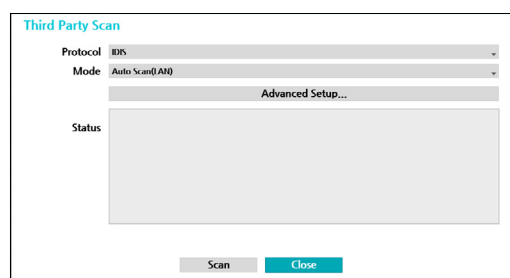 Third Party Scan
Protocol IDIS
Mode Auto Scan(LAN)
Advanced Setup...
Status
Scan Close